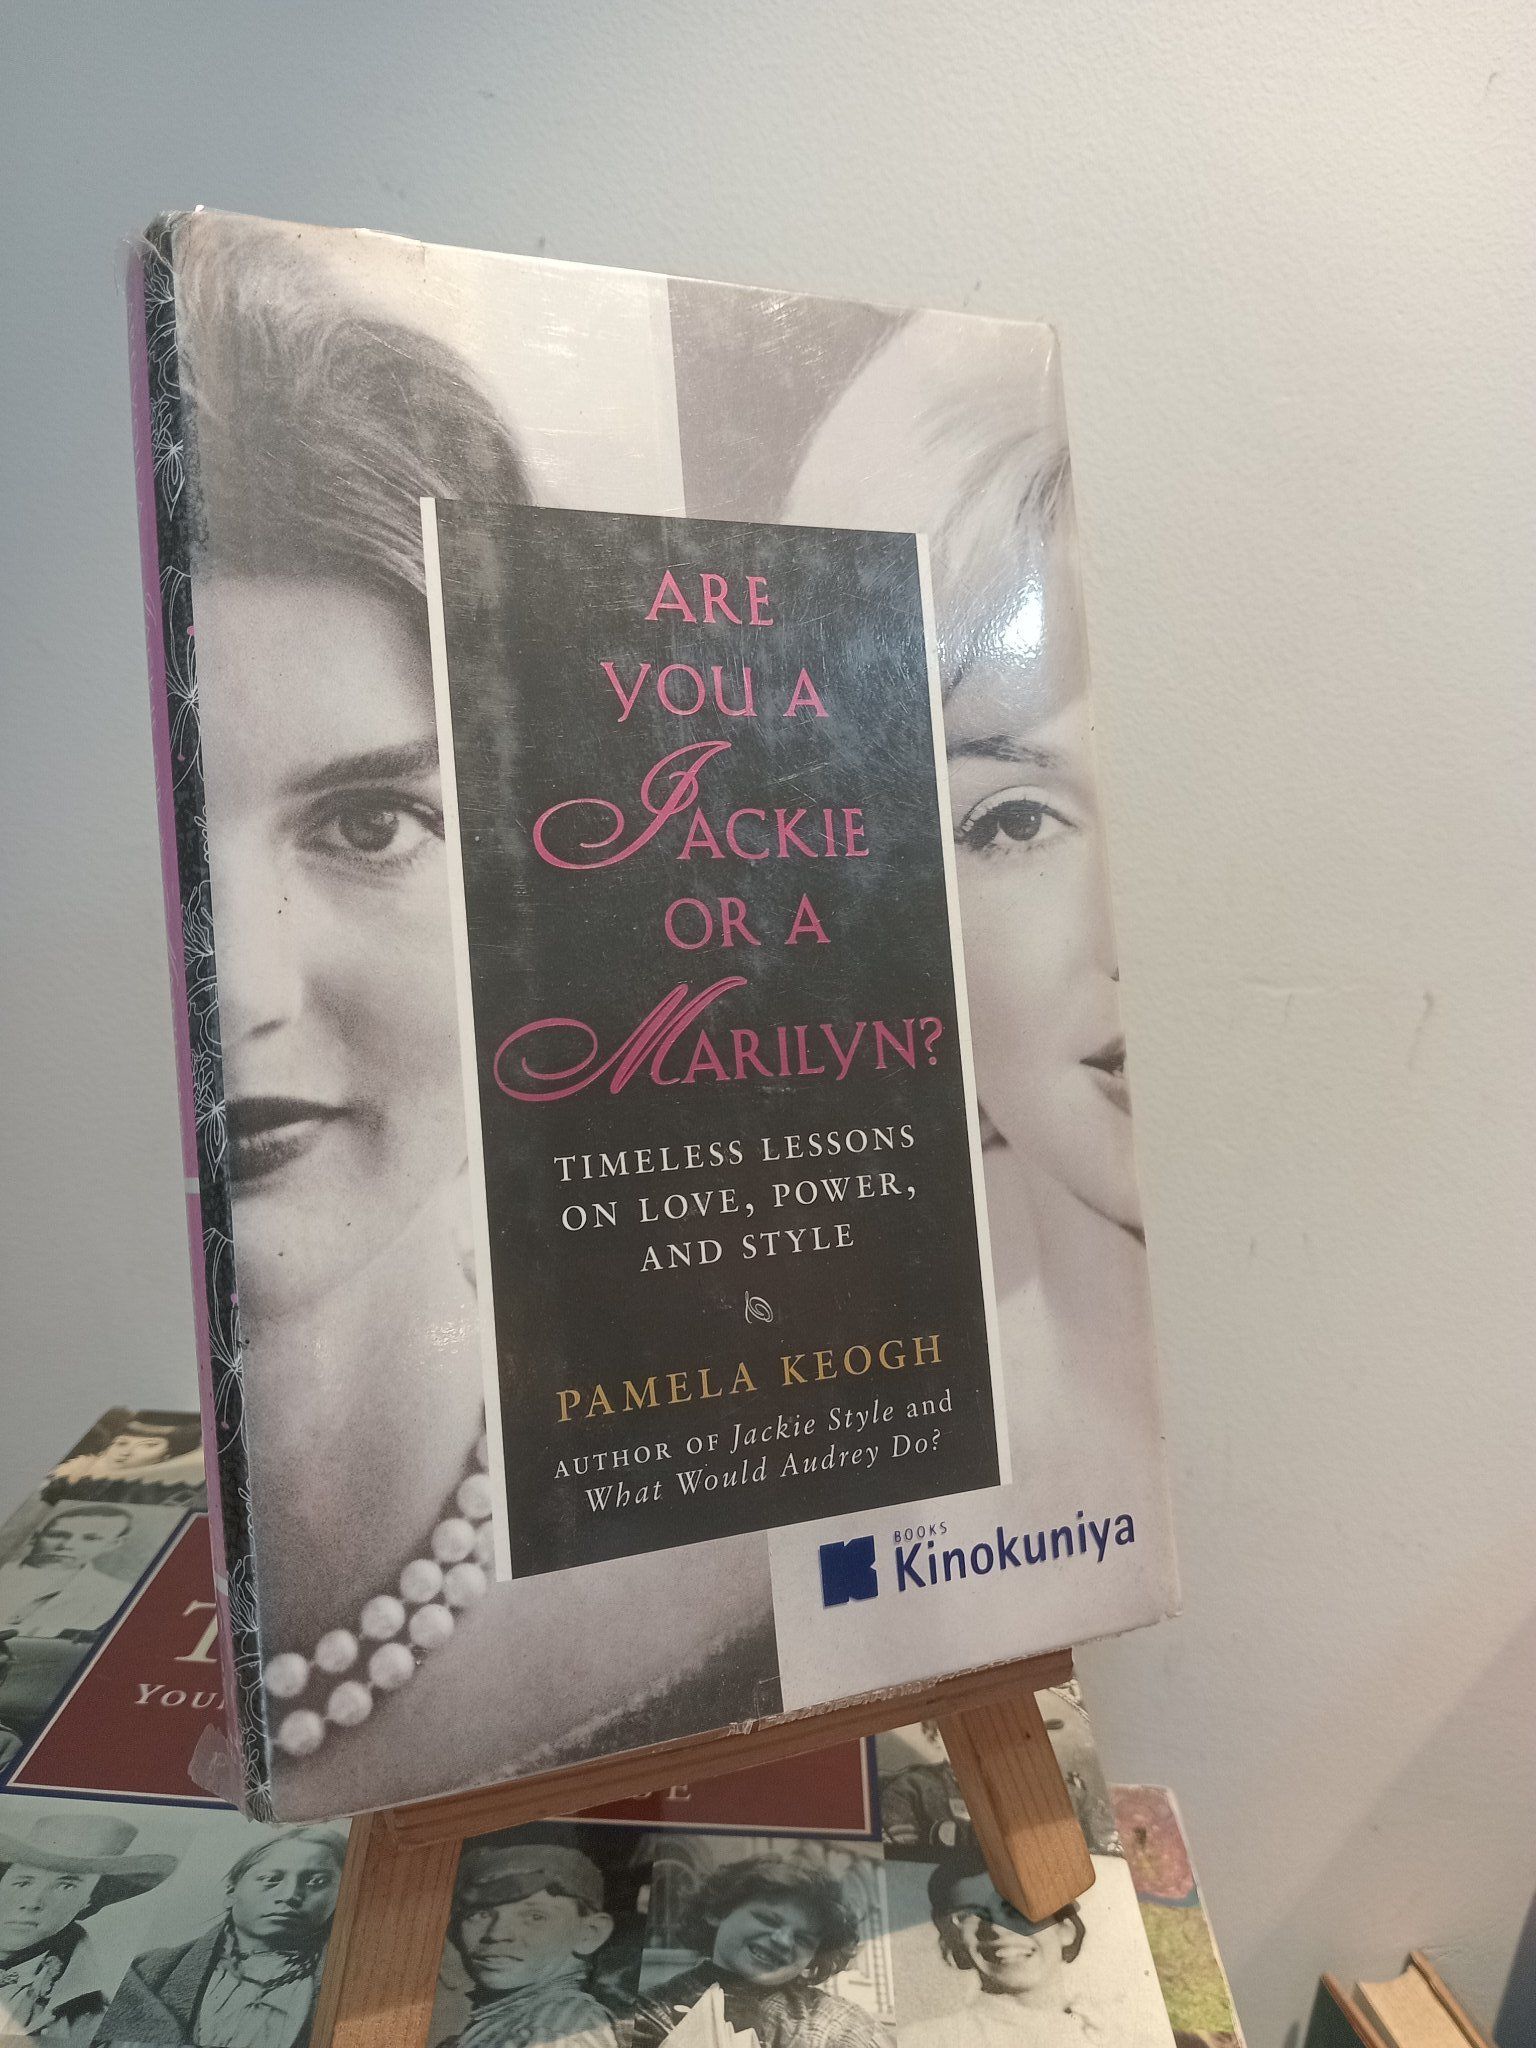 ARE
YOU A
JACKIE
OR A
MARILYN?
TIMELESS LESSONS
ON LOVE, POWER,
AND STYLE
PAMELA KEOGH
AUTHOR OF Jackie Style and
What Would Audrey Do?
BOOKS
Kinokuniya